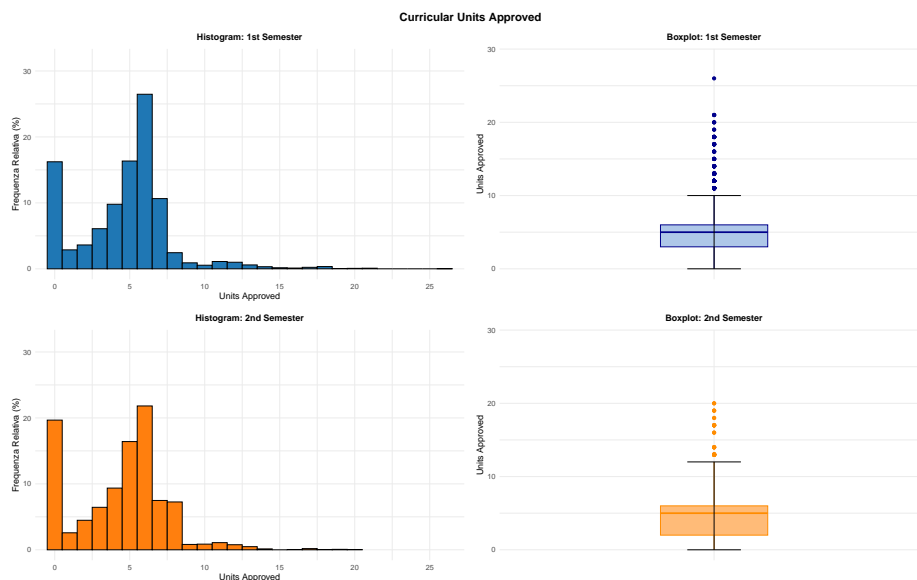 Curricular Units Approved
Histogram: 1st Semester
Frequenza Relativa (%)
30
20
10
0
0 5 10 15 20 25
Units Approved
Boxplot: 1st Semester
Units Approved
30
20
10
0
Histogram: 2nd Semester
Frequenza Relativa (%)
30
20
10
0
0 5 10 15 20 25
Units Approved
Boxplot: 2nd Semester
Units Approved
30
20
10
0